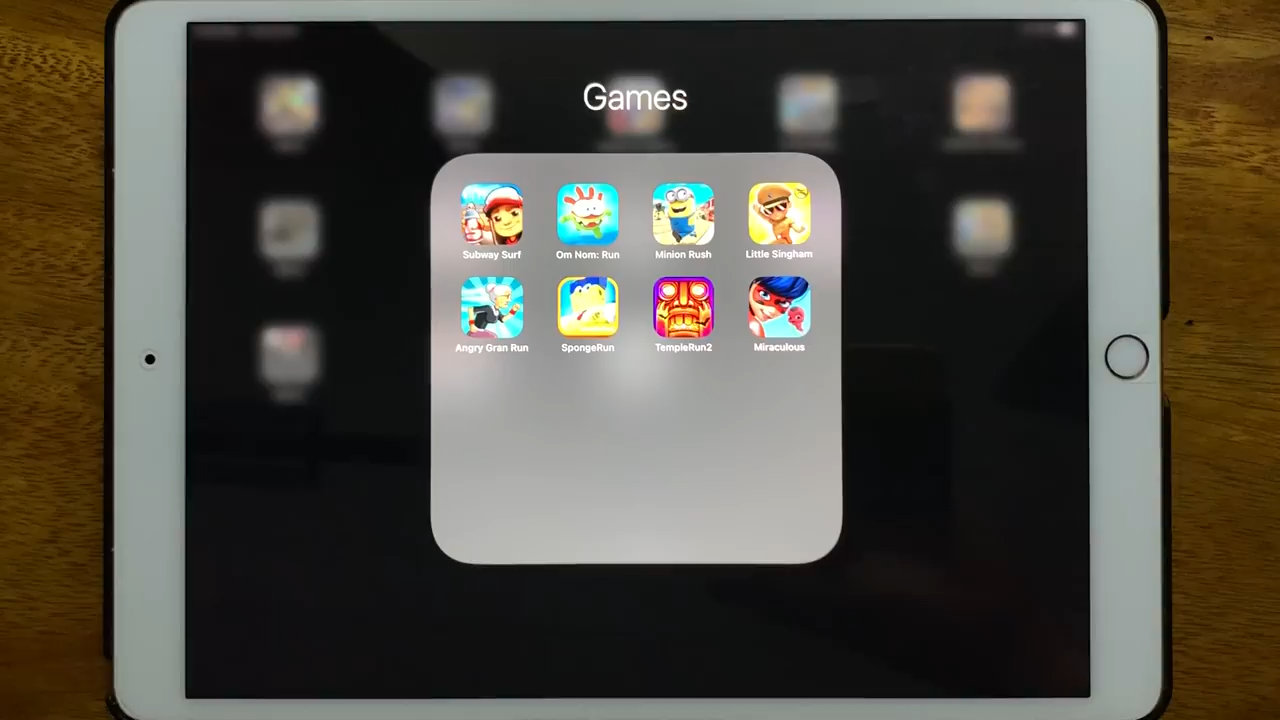 Games
Subway Surf
Om Nom: Run
Minion Rush
Little Singham
Angry Gran Run
SpongeRun
TempleRun2
Miraculous